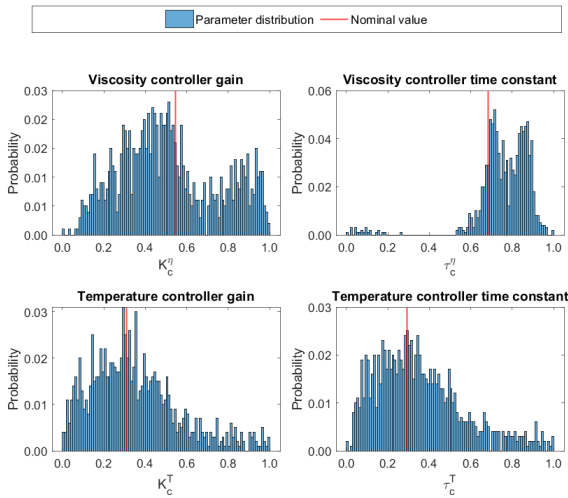 Parameter distribution Nominal value
Viscosity controller gain
Probability
0.03
0.02
0.02
0.01
0.01
0.00
0.0 0.2 0.4 0.6 0.8 1.0
K_c^η
Viscosity controller time constant
Probability
0.06
0.04
0.02
0.00
0.0 0.2 0.4 0.6 0.8 1.0
τ_c^η
Temperature controller gain
Probability
0.03
0.02
0.01
0.00
0.0 0.2 0.4 0.6 0.8 1.0
K_c^T
Temperature controller time constant
Probability
0.03
0.02
0.01
0.00
0.0 0.2 0.4 0.6 0.8 1.0
τ_c^T